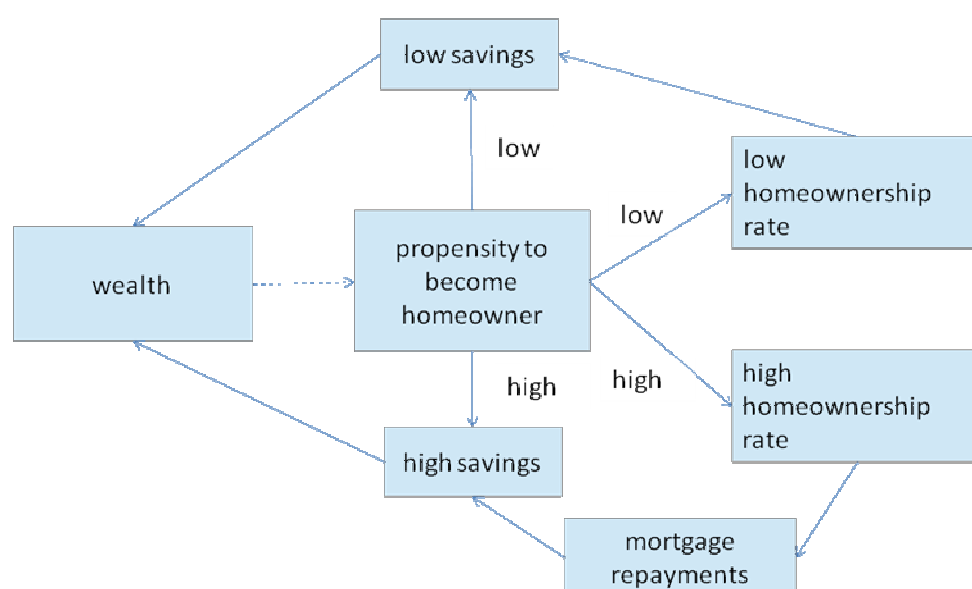 low savings
low
low
homeownership
rate
low
propensity to
become
homeowner
wealth
high
high
high
homeownership
rate
high savings
mortgage
repayments